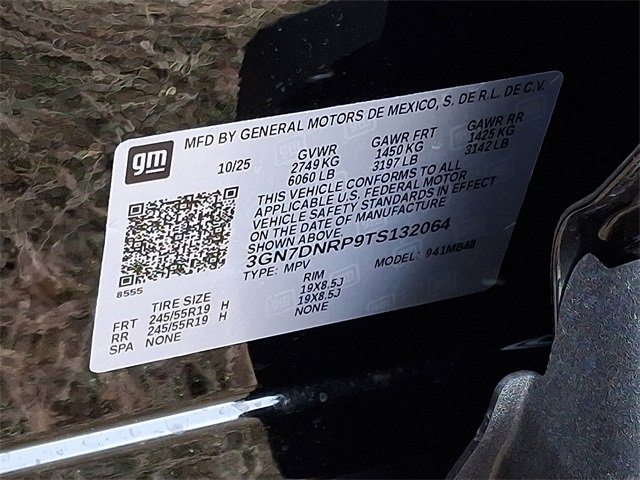 gm
MFD BY GENERAL MOTORS DE MEXICO, S. DE R.L. DE C.V.
10/25 GVWR GAWR FRT GAWR RR
2749 KG 1450 KG 1425 KG
6060 LB 3197 LB 3142 LB
THIS VEHICLE CONFORMS TO ALL
APPLICABLE U.S. FEDERAL MOTOR
VEHICLE SAFETY STANDARDS IN EFFECT
ON THE DATE OF MANUFACTURE
SHOWN ABOVE.
3GN7DNRP9TS132064
TYPE: MPV MODEL: 941MB48
8555
TIRE SIZE RIM
FRT 245/55R19 H 19X8.5J
RR 245/55R19 H 19X8.5J
SPA NONE NONE